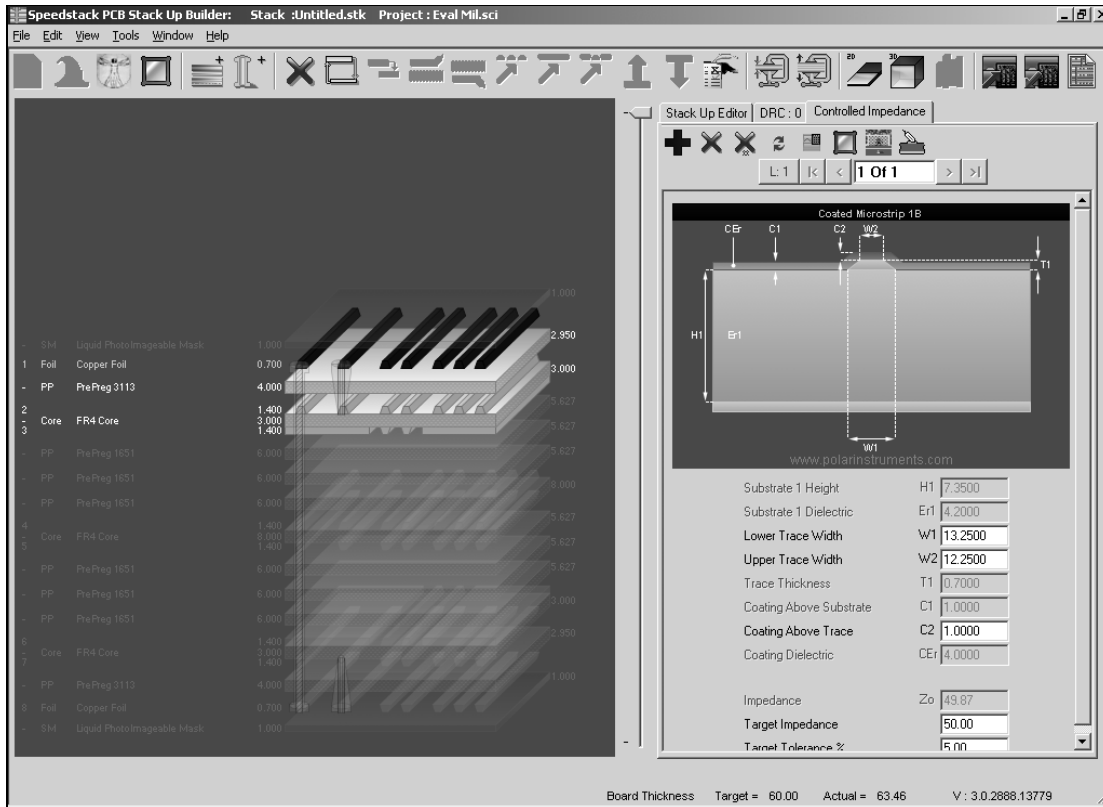 Speedstack PCB Stack Up Builder: Stack :Untitled.stk Project : Eval Mil.sci
File Edit View Tools Window Help
2D 3D
Stack Up Editor DRC : 0 Controlled Impedance
L: 1 |< < 1 Of 1 > >|
Coated Microstrip 1B
CEr C1 C2 W2
T1
H1 Er1
W1
www.polarinstruments.com
Substrate 1 Height H1 7.3500
Substrate 1 Dielectric Er1 4.2000
Lower Trace Width W1 13.2500
Upper Trace Width W2 12.2500
Trace Thickness T1 0.7000
Coating Above Substrate C1 1.0000
Coating Above Trace C2 1.0000
Coating Dielectric CEr 4.0000
Impedance Zo 49.87
Target Impedance 50.00
Target Tolerance % 5.00
1.000
- SM Liquid PhotoImageable Mask 1.000 2.950
1 Foil Copper Foil 0.700 3.000
- PP PrePreg 3113 4.000
5.627
2 1.400
- Core FR4 Core 3.000 5.627
3 1.400
- PP PrePreg 1651 6.000 5.627
- PP PrePreg 1651 6.000 8.000
- PP PrePreg 1651 6.000 5.627
4 1.400
- Core FR4 Core 8.000 5.627
5 1.400
- PP PrePreg 1651 6.000 5.627
- PP PrePreg 1651 6.000 3.000
- PP PrePreg 1651 6.000 2.950
6 1.400
- Core FR4 Core 3.000
7 1.400
- PP PrePreg 3113 4.000 1.000
8 Foil Copper Foil 0.700
- SM Liquid PhotoImageable Mask 1.000
Board Thickness Target = 60.00 Actual = 63.46 V : 3.0.2888.13779